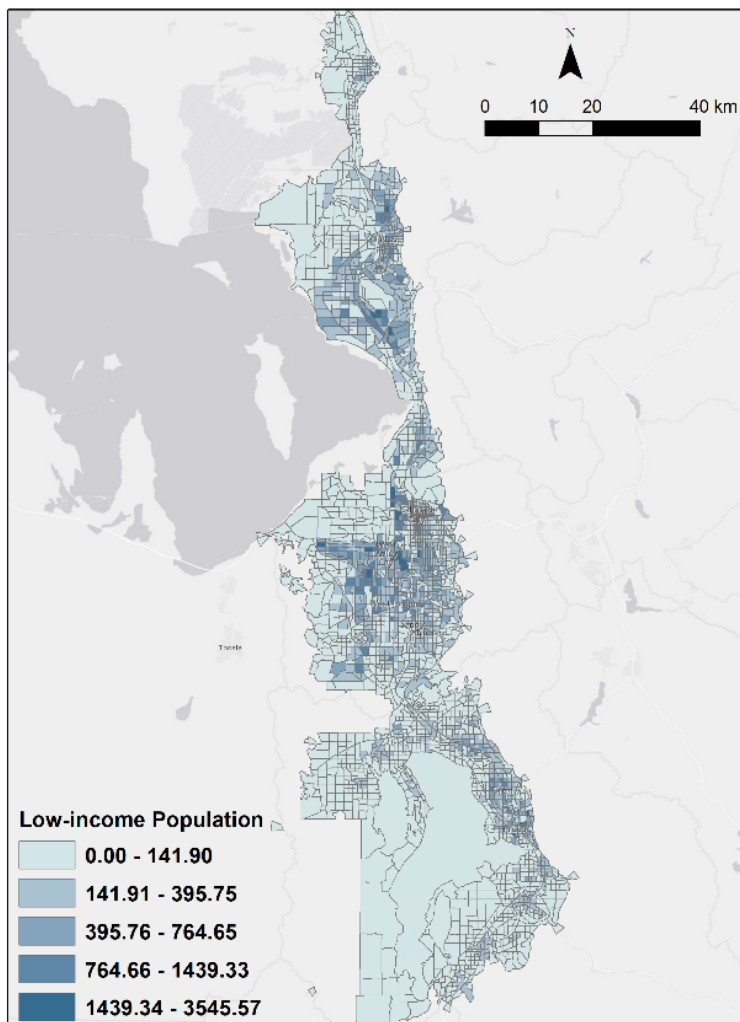 N
0 10 20 40 km
Tooele
Low-income Population
0.00 - 141.90
141.91 - 395.75
395.76 - 764.65
764.66 - 1439.33
1439.34 - 3545.57